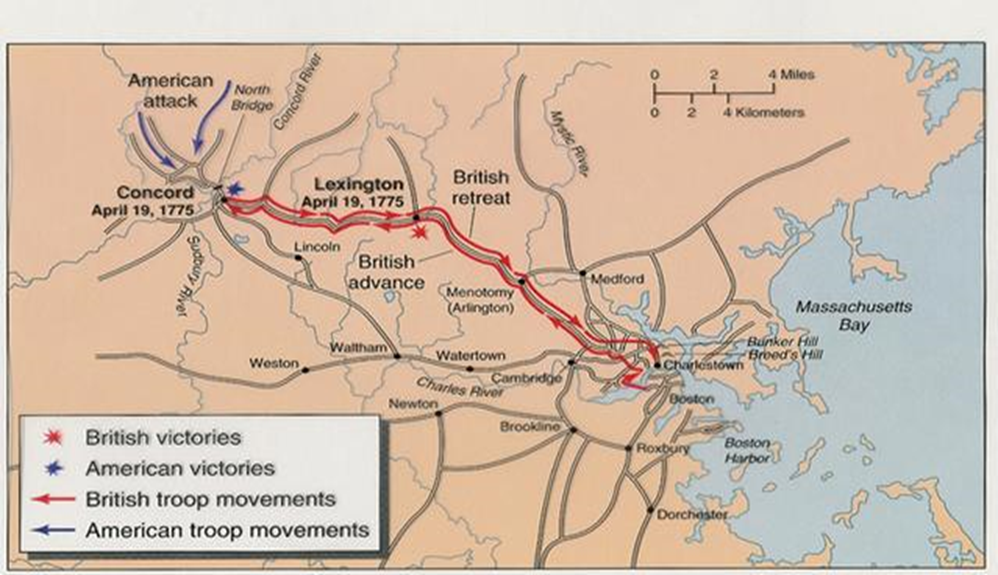 American
attack
North
Bridge
Concord River
0 2 4 Miles
0 2 4 Kilometers
Mystic River
Concord
April 19, 1775
Lexington
April 19, 1775
British
retreat
Sudbury River
Lincoln
British
advance
Menotomy
(Arlington)
Medford
Massachusetts
Bay
Weston
Waltham
Watertown
Cambridge
Bunker Hill
Breed's Hill
Charlestown
Charles River
Newton
Boston
Brookline
Roxbury
Boston
Harbor
Dorchester
British victories
American victories
British troop movements
American troop movements